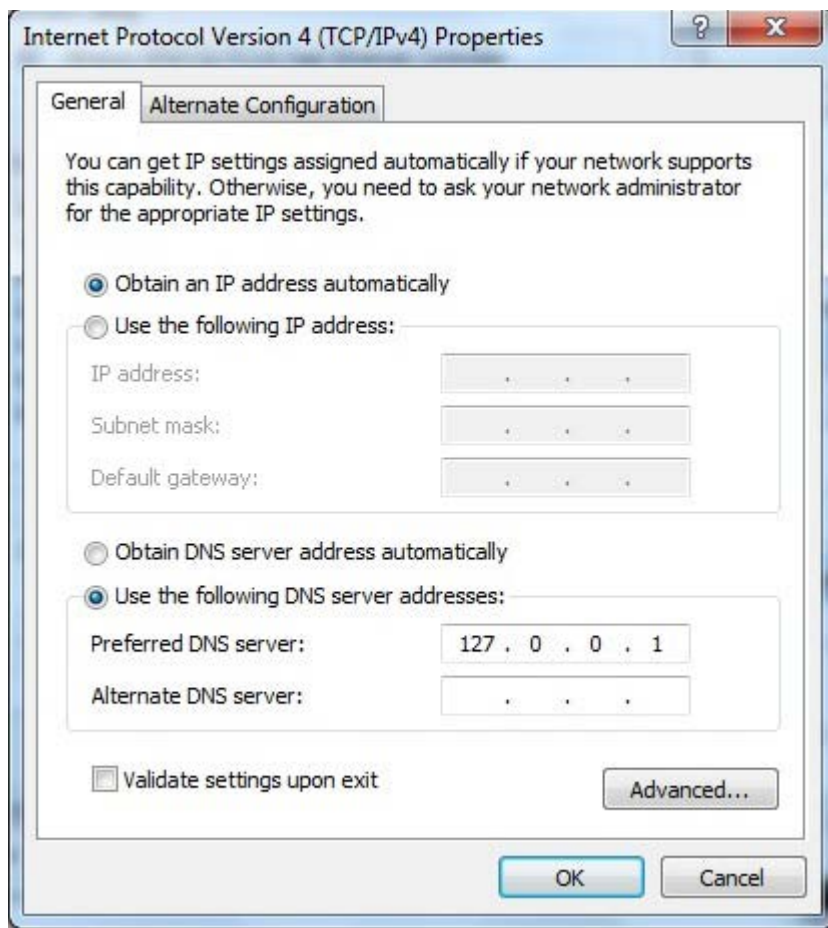 Internet Protocol Version 4 (TCP/IPv4) Properties
?
X
General
Alternate Configuration
You can get IP settings assigned automatically if your network supports
this capability. Otherwise, you need to ask your network administrator
for the appropriate IP settings.
Obtain an IP address automatically
Use the following IP address:
IP address: . . .
Subnet mask: . . .
Default gateway: . . .
Obtain DNS server address automatically
Use the following DNS server addresses:
Preferred DNS server: 127 . 0 . 0 . 1
Alternate DNS server: . . .
Validate settings upon exit
Advanced...
OK
Cancel